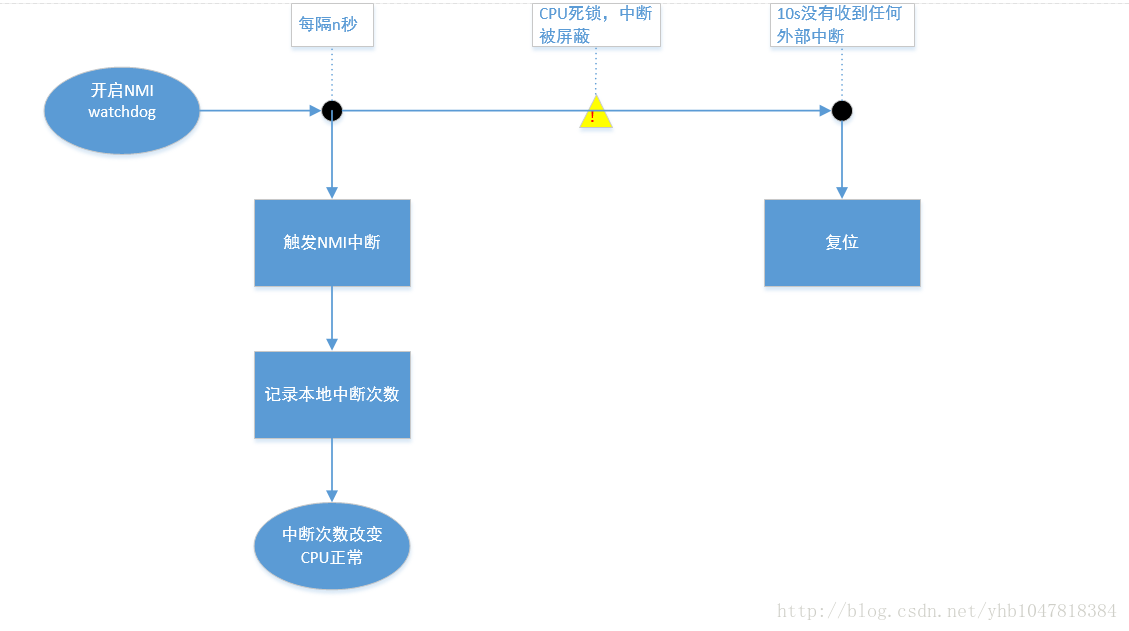 每隔n秒
CPU死锁，中断
被屏蔽
10s没有收到任何
外部中断
开启NMI
watchdog
!
触发NMI中断
复位
记录本地中断次数
中断次数改变
CPU正常
http://blog.csdn.net/yhb1047818384